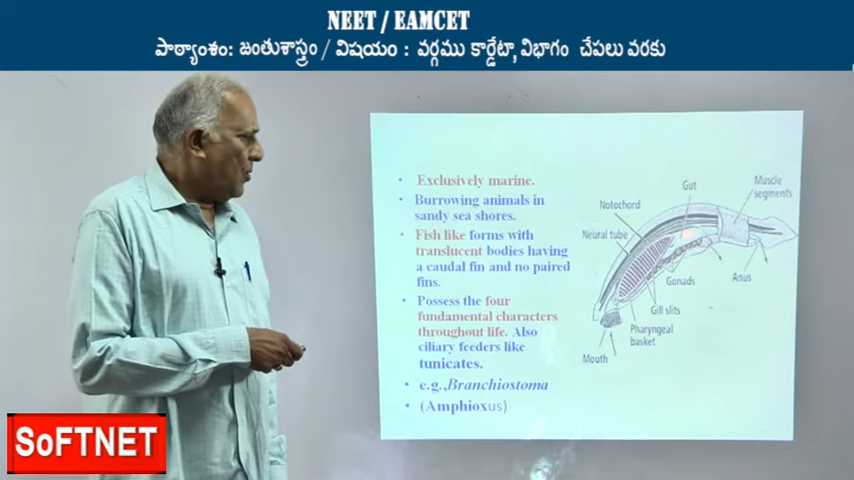 NEET / EAMCET
పాఠ్యాంశం: జంతుశాస్త్రం / విషయం : వర్గము కార్డేటా, విభాగం చేపలు వరకు
• Exclusively marine.
• Burrowing animals in
sandy sea shores.
• Fish like forms with
translucent bodies having
a caudal fin and no paired
fins.
• Possess the four
fundamental characters
throughout life. Also
ciliary feeders like
tunicates.
• e.g.,Branchiostoma
• (Amphioxus)
Gut
Muscle
segments
Notochord
Neural tube
Gonads
Anus
Gill slits
Pharyngeal
basket
Mouth
SoFTNET